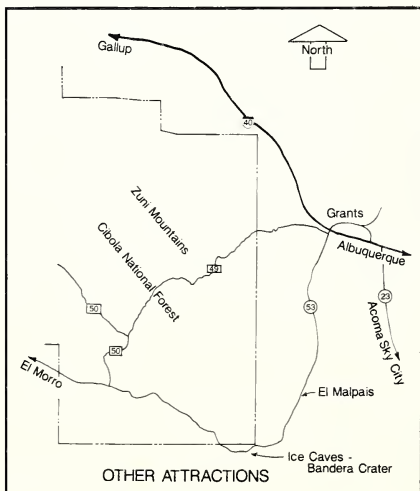 Gallup
North
40
Zuni Mountains
Cibola National Forest
Grants
Albuquerque
49
53
23
Acoma Sky City
50
50
El Morro
El Malpais
Ice Caves -
Bandera Crater
OTHER ATTRACTIONS